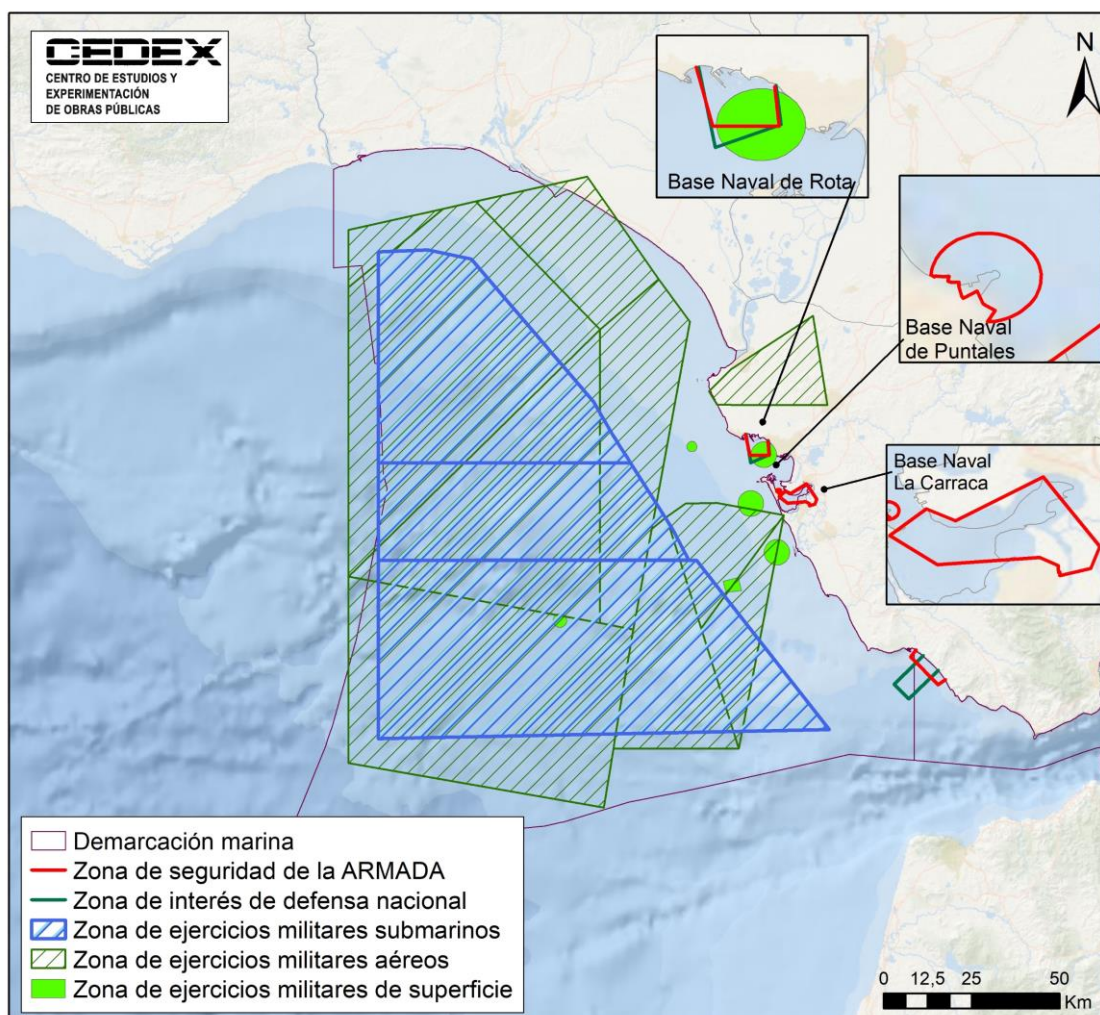 CEDEX
CENTRO DE ESTUDIOS Y
EXPERIMENTACIÓN
DE OBRAS PÚBLICAS
N
Base Naval de Rota
Base Naval
de Puntales
Base Naval
La Carraca
Demarcación marina
Zona de seguridad de la ARMADA
Zona de interés de defensa nacional
Zona de ejercicios militares submarinos
Zona de ejercicios militares aéreos
Zona de ejercicios militares de superficie
0 12,5 25 50
Km